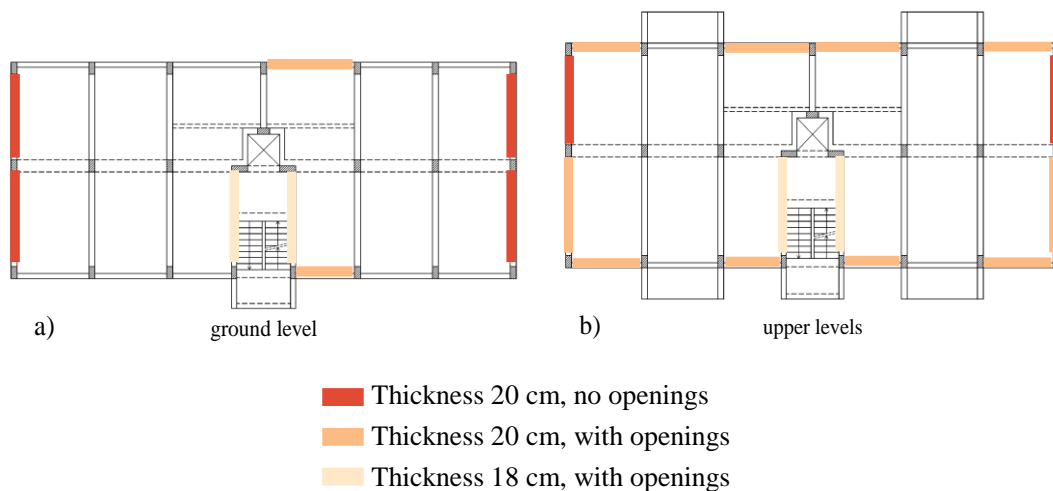 a)
ground level
b)
upper levels
Thickness 20 cm, no openings
Thickness 20 cm, with openings
Thickness 18 cm, with openings